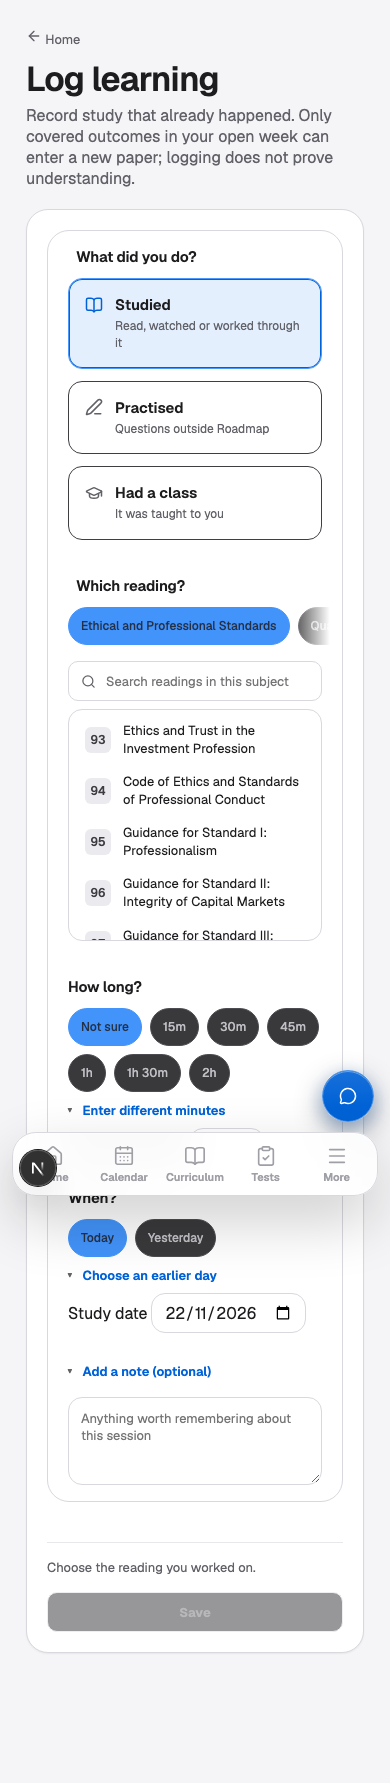 Home
Log learning
Record study that already happened. Only
covered outcomes in your open week can
enter a new paper; logging does not prove
understanding.
What did you do?
Studied
Read, watched or worked through
it
Practised
Questions outside Roadmap
Had a class
It was taught to you
Which reading?
Ethical and Professional Standards
Search readings in this subject
93 Ethics and Trust in the
Investment Profession
94 Code of Ethics and Standards
of Professional Conduct
95 Guidance for Standard I:
Professionalism
96 Guidance for Standard II:
Integrity of Capital Markets
Guidance for Standard III:
How long?
Not sure 15m 30m 45m
1h 1h 30m 2h
Enter different minutes
N
Calendar Curriculum Tests More
When?
Today Yesterday
Choose an earlier day
Study date 22/11/2026
Add a note (optional)
Anything worth remembering about
this session
Choose the reading you worked on.
Save